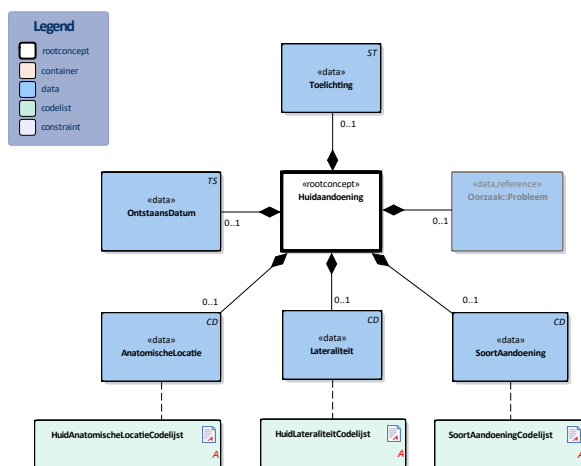 Legend
rootconcept
container
data
codelist
constraint
ST
«data»
Toelichting
0..1
TS
«data»
OntstaansDatum
0..1
«rootconcept»
Huidaandoening
«data,reference»
Oorzaak::Probleem
0..1
0..1
0..1
0..1
CD
«data»
AnatomischeLocatie
CD
«data»
Lateraliteit
CD
«data»
SoortAandoening
HuidAnatomischeLocatieCodelijst
A
HuidLateraliteitCodelijst
A
SoortAandoeningCodelijst
A